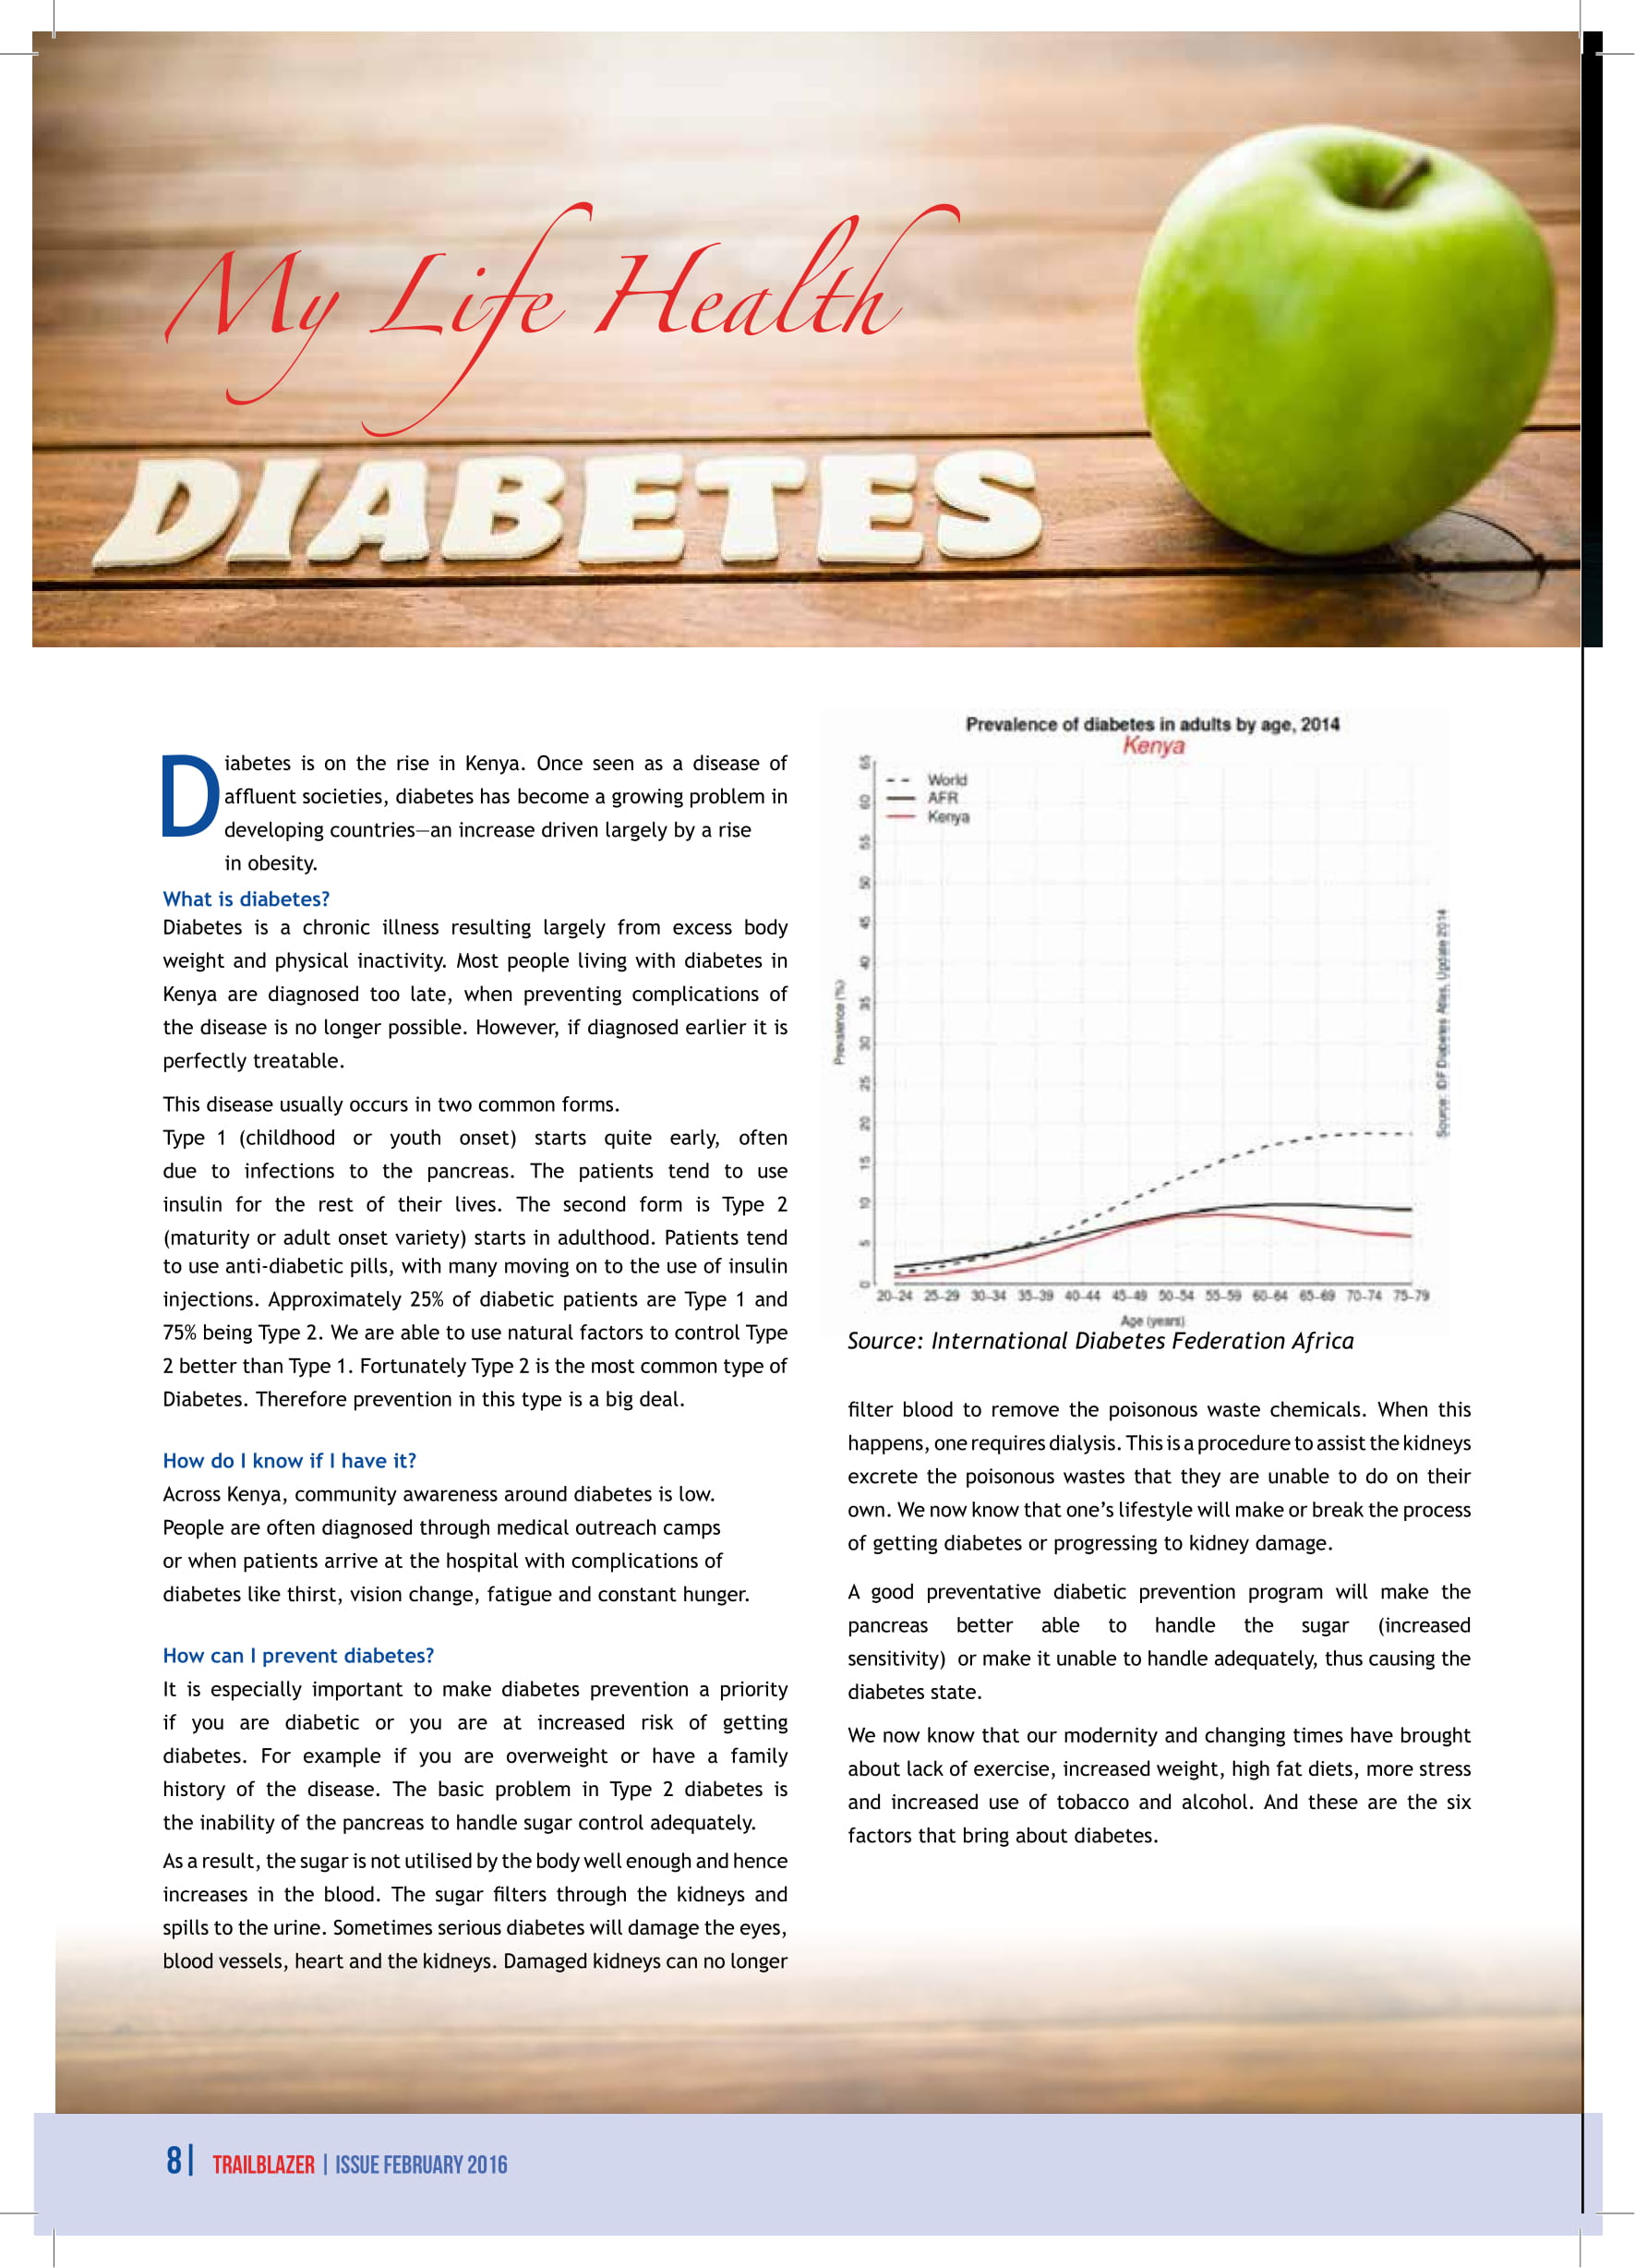 My Life Health
DIABETES
Diabetes is on the rise in Kenya. Once seen as a disease of
affluent societies, diabetes has become a growing problem in
developing countries—an increase driven largely by a rise
in obesity.
What is diabetes?
Diabetes is a chronic illness resulting largely from excess body
weight and physical inactivity. Most people living with diabetes in
Kenya are diagnosed too late, when preventing complications of
the disease is no longer possible. However, if diagnosed earlier it is
perfectly treatable.
This disease usually occurs in two common forms.
Type 1 (childhood or youth onset) starts quite early, often
due to infections to the pancreas. The patients tend to use
insulin for the rest of their lives. The second form is Type 2
(maturity or adult onset variety) starts in adulthood. Patients tend
to use anti-diabetic pills, with many moving on to the use of insulin
injections. Approximately 25% of diabetic patients are Type 1 and
75% being Type 2. We are able to use natural factors to control Type
2 better than Type 1. Fortunately Type 2 is the most common type of
Diabetes. Therefore prevention in this type is a big deal.
How do I know if I have it?
Across Kenya, community awareness around diabetes is low.
People are often diagnosed through medical outreach camps
or when patients arrive at the hospital with complications of
diabetes like thirst, vision change, fatigue and constant hunger.
How can I prevent diabetes?
It is especially important to make diabetes prevention a priority
if you are diabetic or you are at increased risk of getting
diabetes. For example if you are overweight or have a family
history of the disease. The basic problem in Type 2 diabetes is
the inability of the pancreas to handle sugar control adequately.
As a result, the sugar is not utilised by the body well enough and hence
increases in the blood. The sugar filters through the kidneys and
spills to the urine. Sometimes serious diabetes will damage the eyes,
blood vessels, heart and the kidneys. Damaged kidneys can no longer
Prevalence of diabetes in adults by age, 2014
Kenya
World
AFR
Kenya
Prevalence (%)
65
60
55
50
45
40
35
30
25
20
15
10
5
0
20-24 25-29 30-34 35-39 40-44 45-49 50-54 55-59 60-64 65-69 70-74 75-79
Age (years)
Source: IDF Diabetes Atlas, Update 2014
Source: International Diabetes Federation Africa
filter blood to remove the poisonous waste chemicals. When this
happens, one requires dialysis. This is a procedure to assist the kidneys
excrete the poisonous wastes that they are unable to do on their
own. We now know that one’s lifestyle will make or break the process
of getting diabetes or progressing to kidney damage.
A good preventative diabetic prevention program will make the
pancreas better able to handle the sugar (increased
sensitivity) or make it unable to handle adequately, thus causing the
diabetes state.
We now know that our modernity and changing times have brought
about lack of exercise, increased weight, high fat diets, more stress
and increased use of tobacco and alcohol. And these are the six
factors that bring about diabetes.
8| TRAILBLAZER | ISSUE FEBRUARY 2016